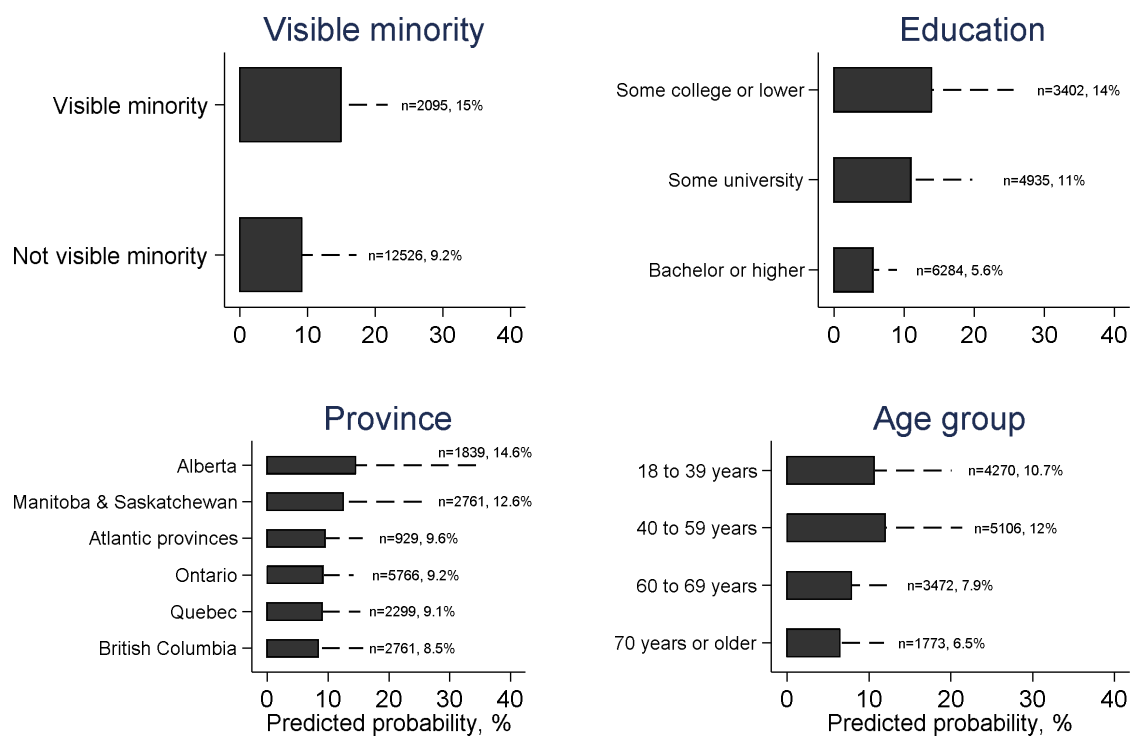 Visible minority
Visible minority
n=2095, 15%
Not visible minority
n=12526, 9.2%
0 10 20 30 40
Education
Some college or lower
n=3402, 14%
Some university
n=4935, 11%
Bachelor or higher
n=6284, 5.6%
0 10 20 30 40
Province
Alberta
n=1839, 14.6%
Manitoba & Saskatchewan
n=2761, 12.6%
Atlantic provinces
n=929, 9.6%
Ontario
n=5766, 9.2%
Quebec
n=2299, 9.1%
British Columbia
n=2761, 8.5%
0 10 20 30 40
Predicted probability, %
Age group
18 to 39 years
n=4270, 10.7%
40 to 59 years
n=5106, 12%
60 to 69 years
n=3472, 7.9%
70 years or older
n=1773, 6.5%
0 10 20 30 40
Predicted probability, %